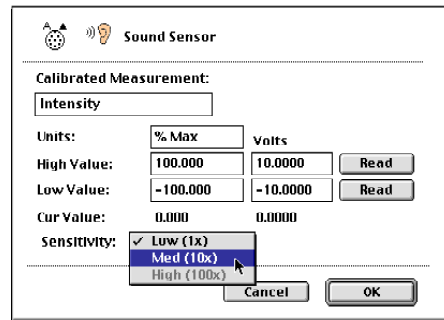 A
Sound Sensor
Calibrated Measurement:
Intensity
Units: % Max Volts
High Value: 100.000 10.0000 Read
Low Value: -100.000 -10.0000 Read
Cur Value: 0.000 0.0000
Sensitivity: ✓ Low (1x)
Med (10x)
High (100x)
Cancel OK